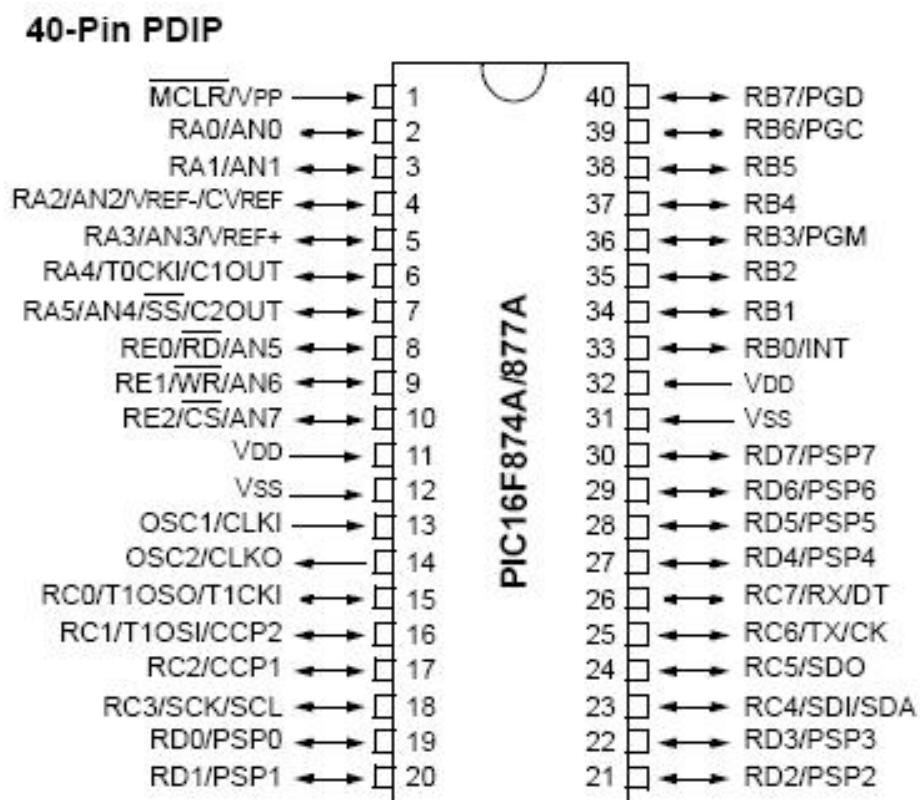 40-Pin PDIP
MCLR/VPP 1 40 RB7/PGD
RA0/AN0 2 39 RB6/PGC
RA1/AN1 3 38 RB5
RA2/AN2/VREF-/CVREF 4 37 RB4
RA3/AN3/VREF+ 5 36 RB3/PGM
RA4/T0CKI/C1OUT 6 35 RB2
RA5/AN4/SS/C2OUT 7 34 RB1
RE0/RD/AN5 8 33 RB0/INT
RE1/WR/AN6 9 32 VDD
RE2/CS/AN7 10 31 VSS
VDD 11 30 RD7/PSP7
VSS 12 29 RD6/PSP6
OSC1/CLKI 13 28 RD5/PSP5
OSC2/CLKO 14 27 RD4/PSP4
RC0/T1OSO/T1CKI 15 26 RC7/RX/DT
RC1/T1OSI/CCP2 16 25 RC6/TX/CK
RC2/CCP1 17 24 RC5/SDO
RC3/SCK/SCL 18 23 RC4/SDI/SDA
RD0/PSP0 19 22 RD3/PSP3
RD1/PSP1 20 21 RD2/PSP2
PIC16F874A/877A